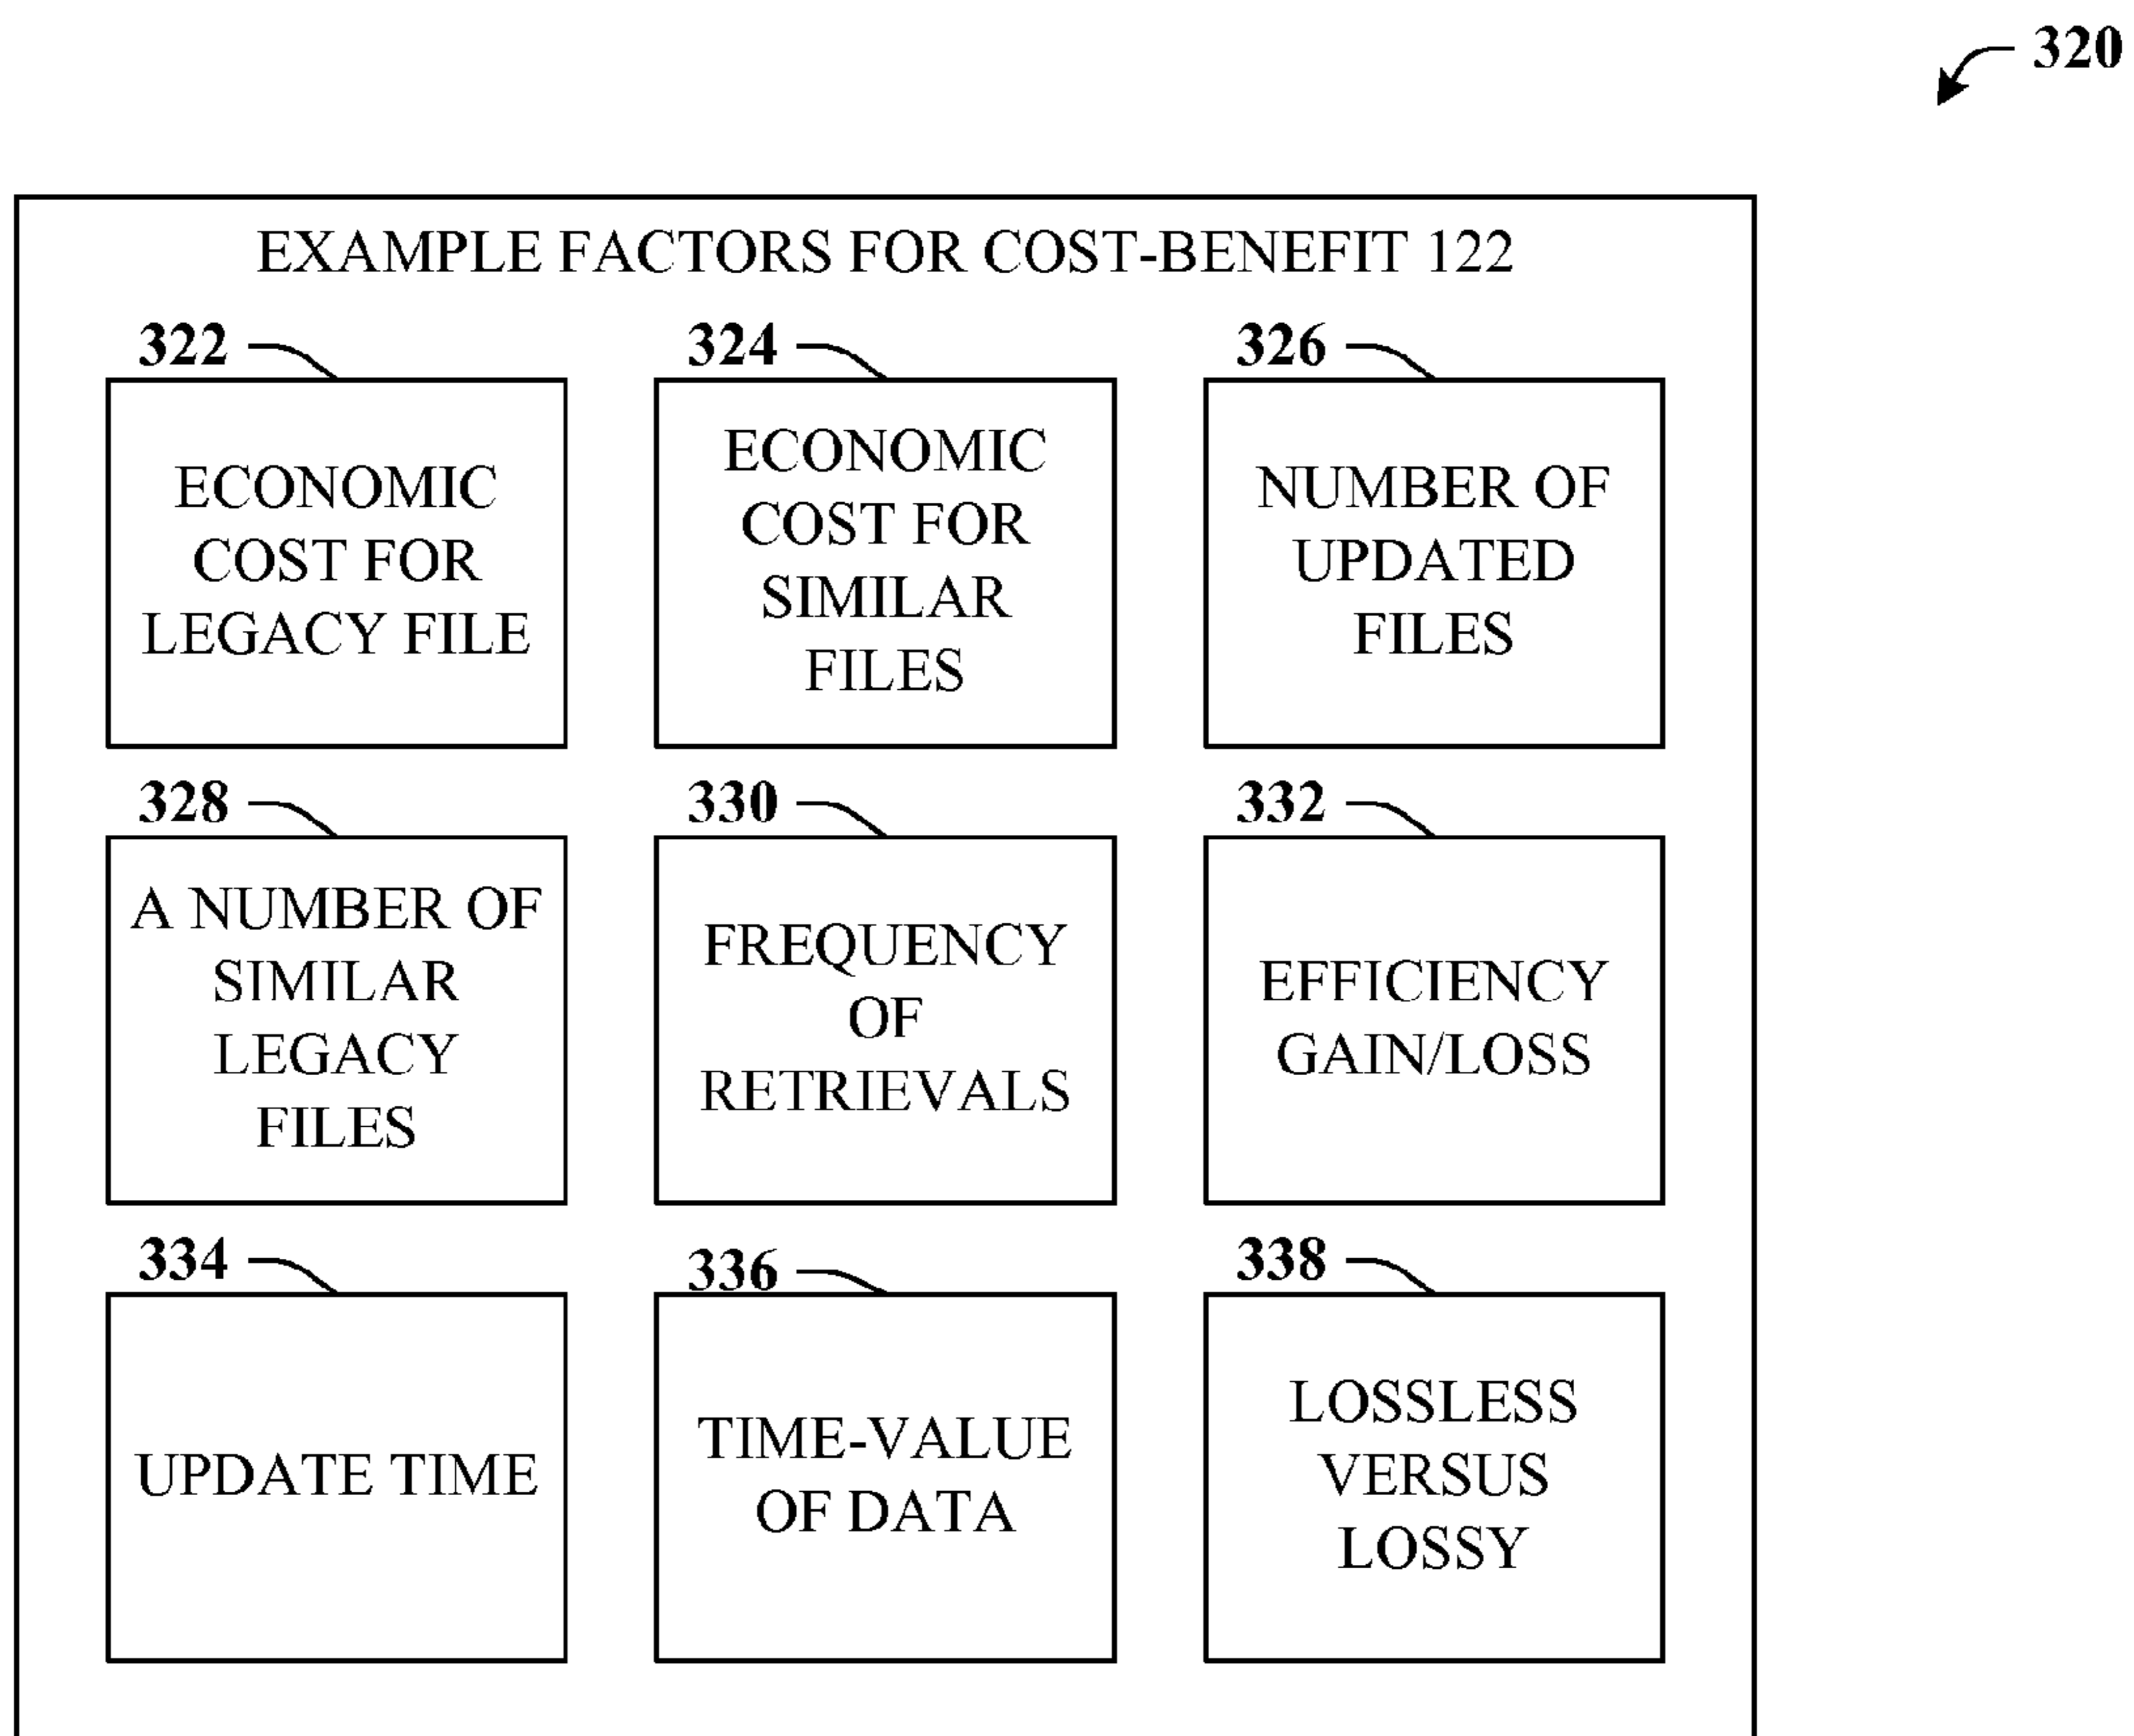 320
EXAMPLE FACTORS FOR COST-BENEFIT 122
322
ECONOMIC
COST FOR
LEGACY FILE
324
ECONOMIC
COST FOR
SIMILAR
FILES
326
NUMBER OF
UPDATED
FILES
328
A NUMBER OF
SIMILAR
LEGACY
FILES
330
FREQUENCY
OF
RETRIEVALS
332
EFFICIENCY
GAIN/LOSS
334
UPDATE TIME
336
TIME-VALUE
OF DATA
338
LOSSLESS
VERSUS
LOSSY